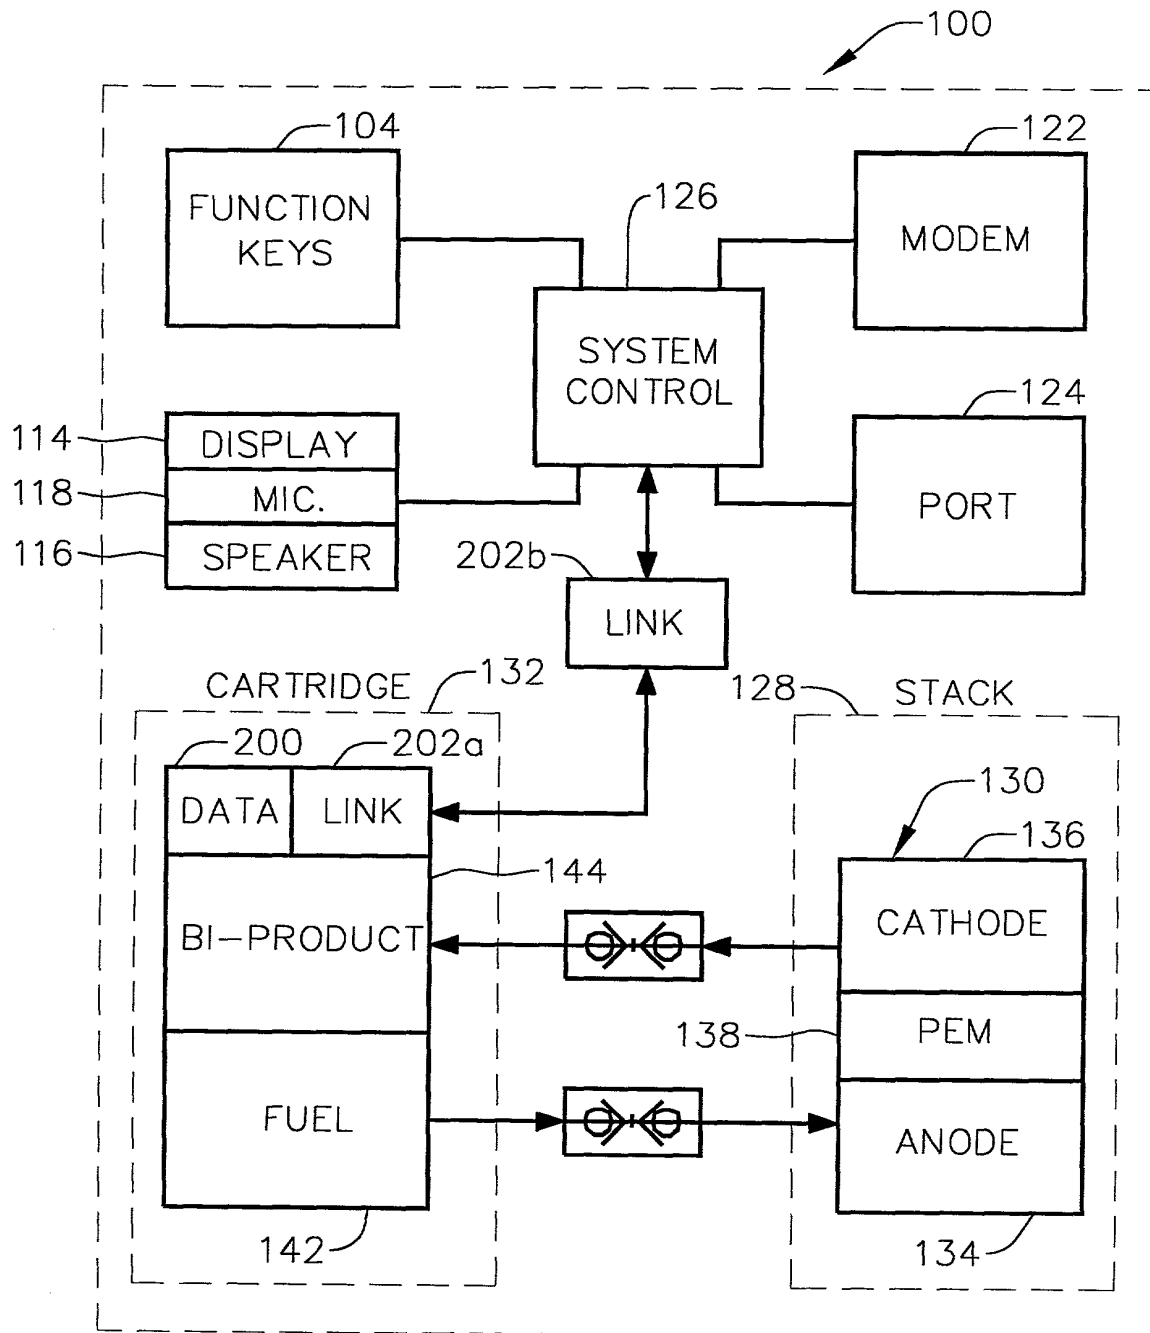 100
104
FUNCTION
KEYS
126
122
MODEM
SYSTEM
CONTROL
114
DISPLAY
118
MIC.
116
SPEAKER
124
PORT
202b
LINK
CARTRIDGE
132
200
202a
DATA
LINK
144
BI-PRODUCT
FUEL
142
128
STACK
130
136
CATHODE
138
PEM
ANODE
134